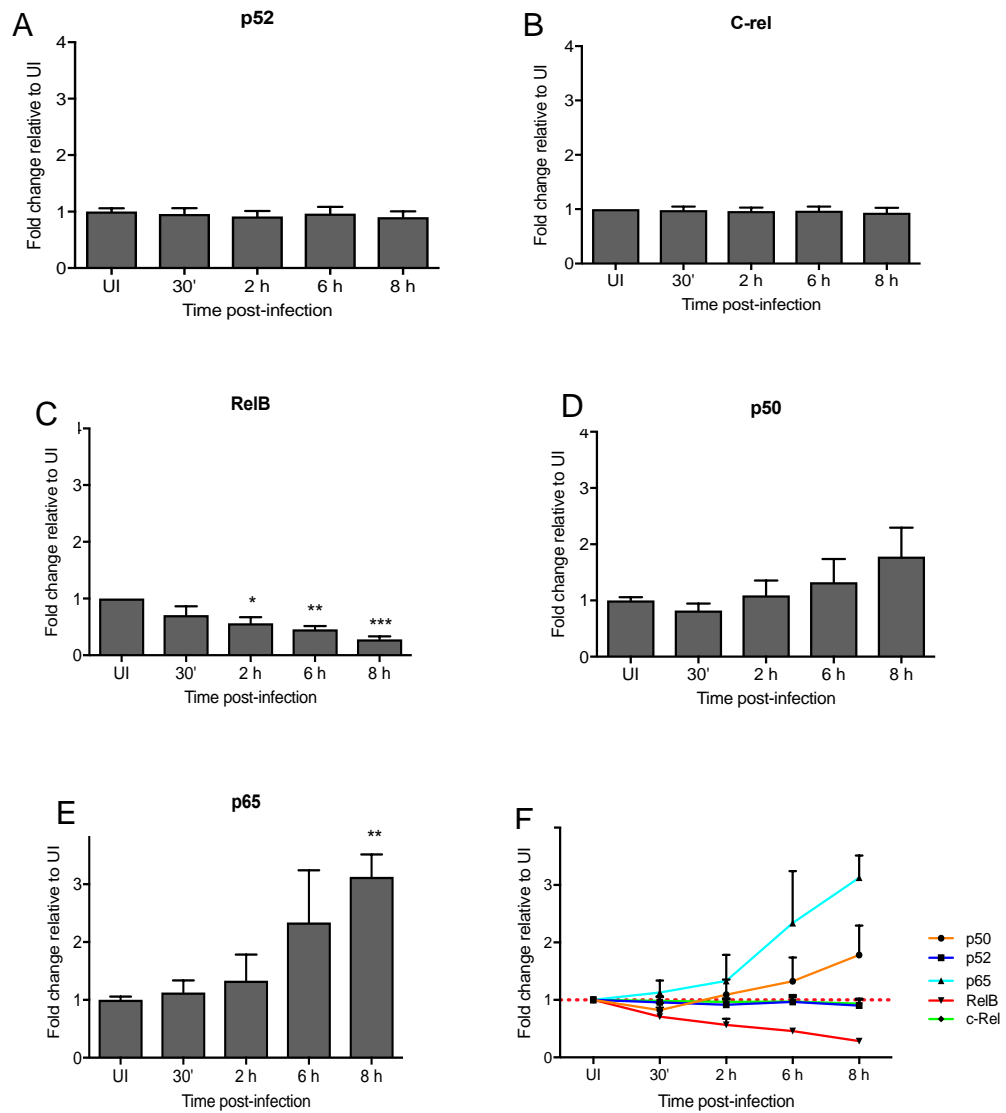 A
p52
Fold change relative to UI
4
3
2
1
0
UI 30' 2 h 6 h 8 h
Time post-infection
B
C-rel
Fold change relative to UI
4
3
2
1
0
UI 30' 2 h 6 h 8 h
Time post-infection
C
RelB
Fold change relative to UI
4
3
2
1
0
* ** ***
UI 30' 2 h 6 h 8 h
Time post-infection
D
p50
Fold change relative to UI
4
3
2
1
0
UI 30' 2 h 6 h 8 h
Time post-infection
E
p65
Fold change relative to UI
3
2
1
0
**
UI 30' 2 h 6 h 8 h
Time post-infection
F
Fold change relative to UI
3
2
1
0
UI 30' 2 h 6 h 8 h
Time post-infection
p50
p52
p65
RelB
c-Rel